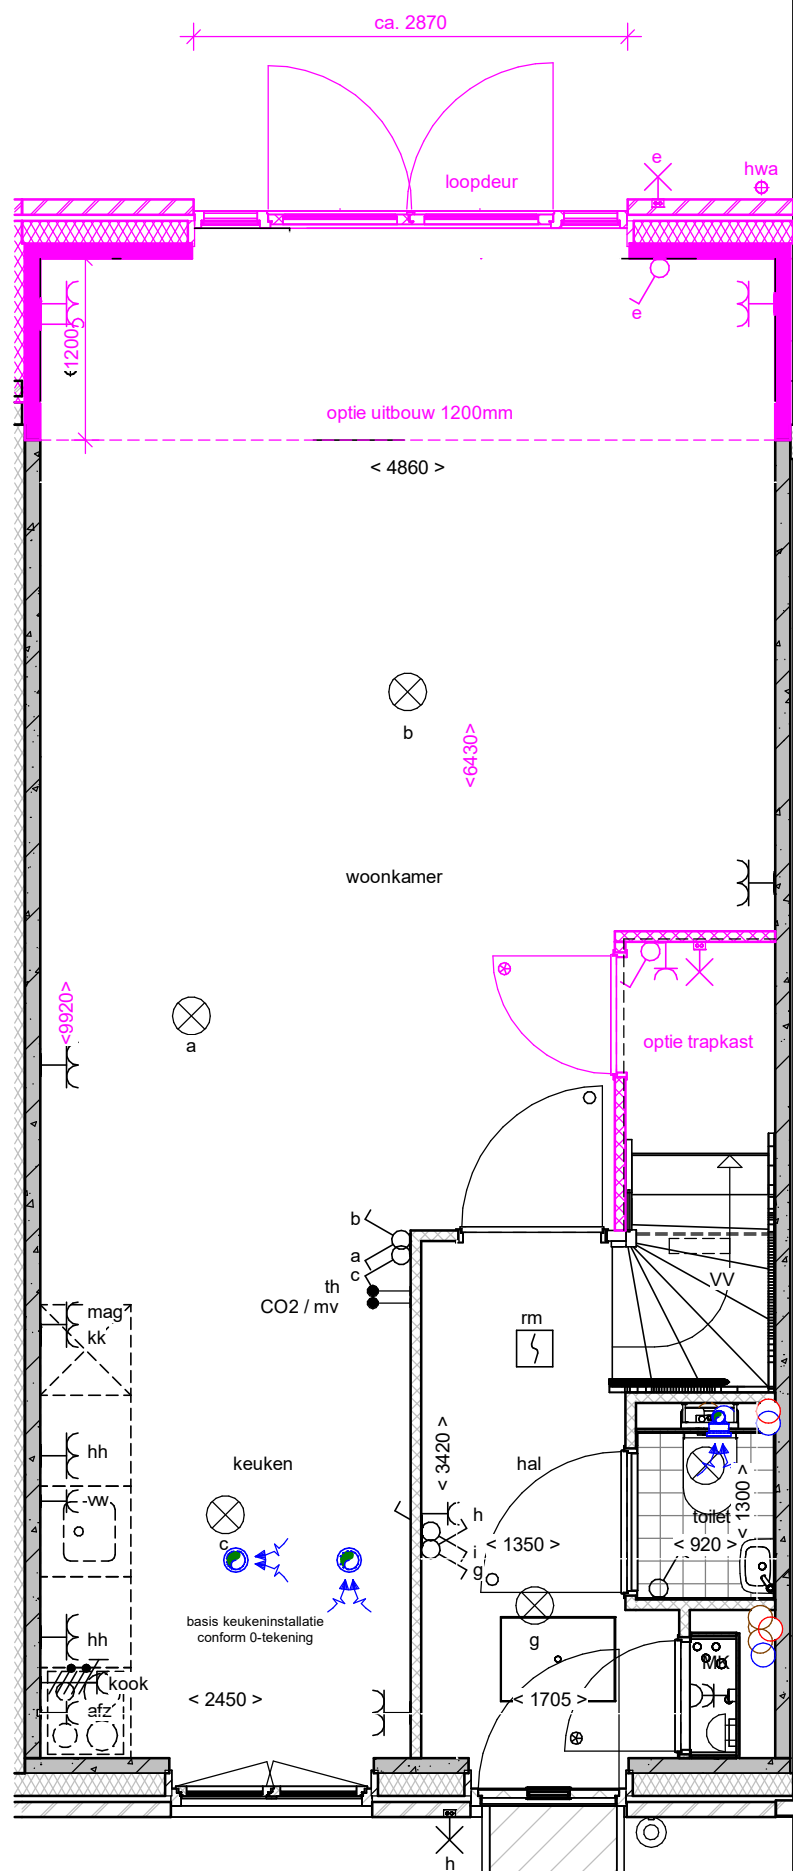 ca. 2870
loopdeur
e
hwa
e
<1200>
optie uitbouw 1200mm
< 4860 >
b
<6430>
woonkamer
<9920>
a
optie trapkast
b
a
c
th
CO2 / mv
VV
mag
kk
rm
hh
keuken
< 3420 >
hal
vw
c
h
i
g
< 1350 >
toilet
< 920 >
< 1300 >
basis keukeninstallatie
conform 0-tekening
hh
g
MK
kook
afz
< 2450 >
< 1705 >
h